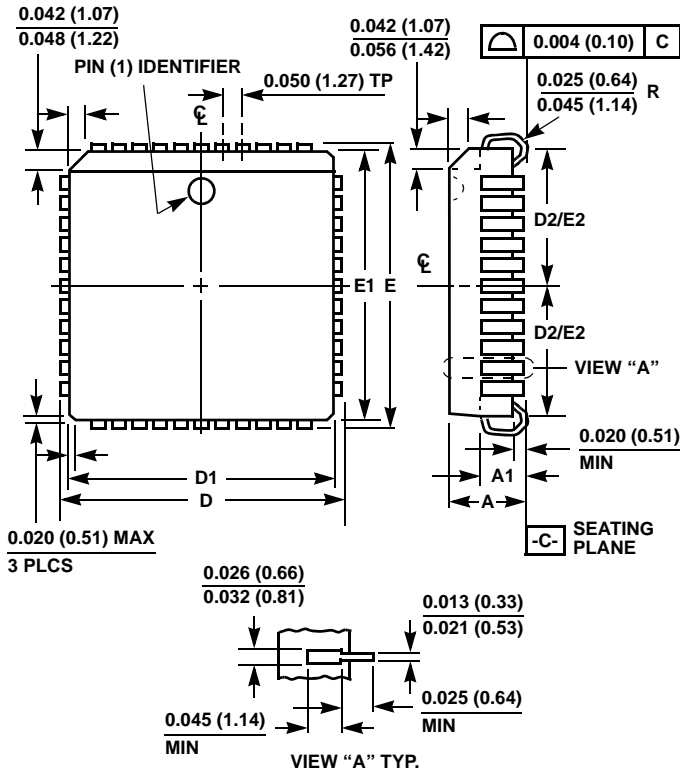 0.042 (1.07)
0.048 (1.22)
PIN (1) IDENTIFIER
0.050 (1.27) TP
0.042 (1.07)
0.056 (1.42)
0.004 (0.10) C
0.025 (0.64)
0.045 (1.14)
R
CL
CL
D2/E2
E1 E
D2/E2
VIEW “A”
0.020 (0.51)
MIN
A1
A
D1
D
0.020 (0.51) MAX
3 PLCS
-C- SEATING
PLANE
0.026 (0.66)
0.032 (0.81)
0.013 (0.33)
0.021 (0.53)
0.025 (0.64)
MIN
0.045 (1.14)
MIN
VIEW “A” TYP.